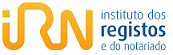 iRN
instituto dos
registos
e do notariado